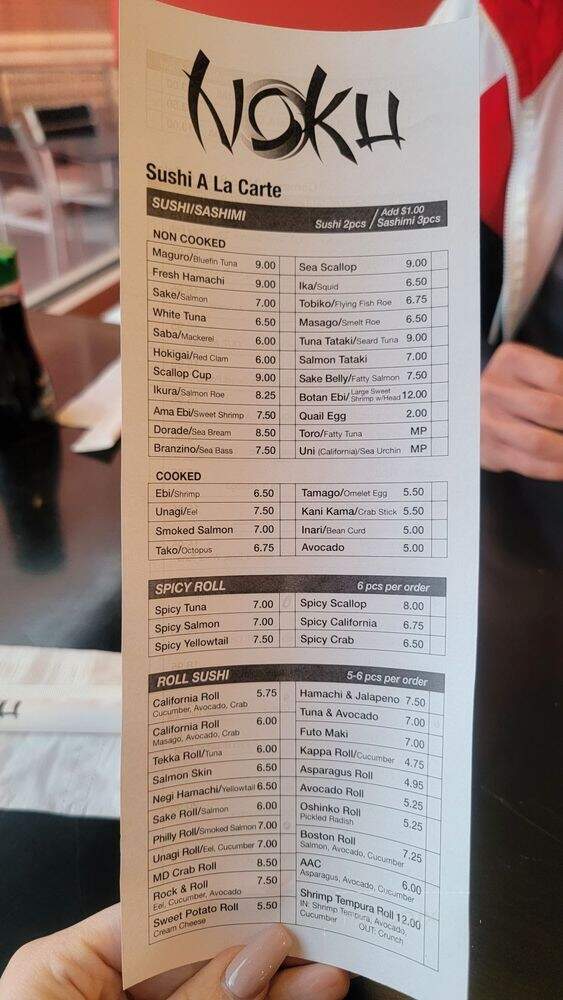 Noku
Sushi A La Carte
SUSHI/SASHIMI
Sushi 2pcs / Add $1.00 Sashimi 3pcs
NON COOKED
Maguro/Bluefin Tuna 9.00
Fresh Hamachi 9.00
Sake/Salmon 7.00
White Tuna 6.50
Saba/Mackerel 6.00
Hokigai/Red Clam 6.00
Scallop Cup 9.00
Ikura/Salmon Roe 8.25
Ama Ebi/Sweet Shrimp 7.50
Dorade/Sea Bream 8.50
Branzino/Sea Bass 7.50
Sea Scallop 9.00
Ika/Squid 6.50
Tobiko/Flying Fish Roe 6.75
Masago/Smelt Roe 6.50
Tuna Tataki/Seard Tuna 9.00
Salmon Tataki 7.00
Sake Belly/Fatty Salmon 7.50
Botan Ebi/Large Sweet Shrimp w/Head 12.00
Quail Egg 2.00
Toro/Fatty Tuna MP
Uni (California)/Sea Urchin MP
COOKED
Ebi/Shrimp 6.50
Unagi/Eel 7.50
Smoked Salmon 7.00
Tako/Octopus 6.75
Tamago/Omelet Egg 5.50
Kani Kama/Crab Stick 5.50
Inari/Bean Curd 5.00
Avocado 5.00
SPICY ROLL 6 pcs per order
Spicy Tuna 7.00
Spicy Salmon 7.00
Spicy Yellowtail 7.50
Spicy Scallop 8.00
Spicy California 6.75
Spicy Crab 6.50
ROLL SUSHI 5-6 pcs per order
California Roll 5.75
Cucumber, Avocado, Crab
California Roll 6.00
Masago, Avocado, Crab
Tekka Roll/Tuna 6.00
Salmon Skin 6.50
Negi Hamachi/Yellowtail 6.50
Sake Roll/Salmon 6.00
Philly Roll/Smoked Salmon 7.00
Unagi Roll/Eel, Cucumber 7.00
MD Crab Roll 8.50
Rock & Roll 7.50
Eel, Cucumber, Avocado
Sweet Potato Roll 5.50
Cream Cheese
Hamachi & Jalapeno 7.50
Tuna & Avocado 7.00
Futo Maki 7.00
Kappa Roll/Cucumber 4.75
Asparagus Roll 4.95
Avocado Roll 5.25
Oshinko Roll 5.25
Pickled Radish
Boston Roll 7.25
Salmon, Avocado, Cucumber
AAC 6.00
Asparagus, Avocado, Cucumber
Shrimp Tempura Roll 12.00
IN: Shrimp Tempura, Avocado,
Cucumber OUT: Crunch